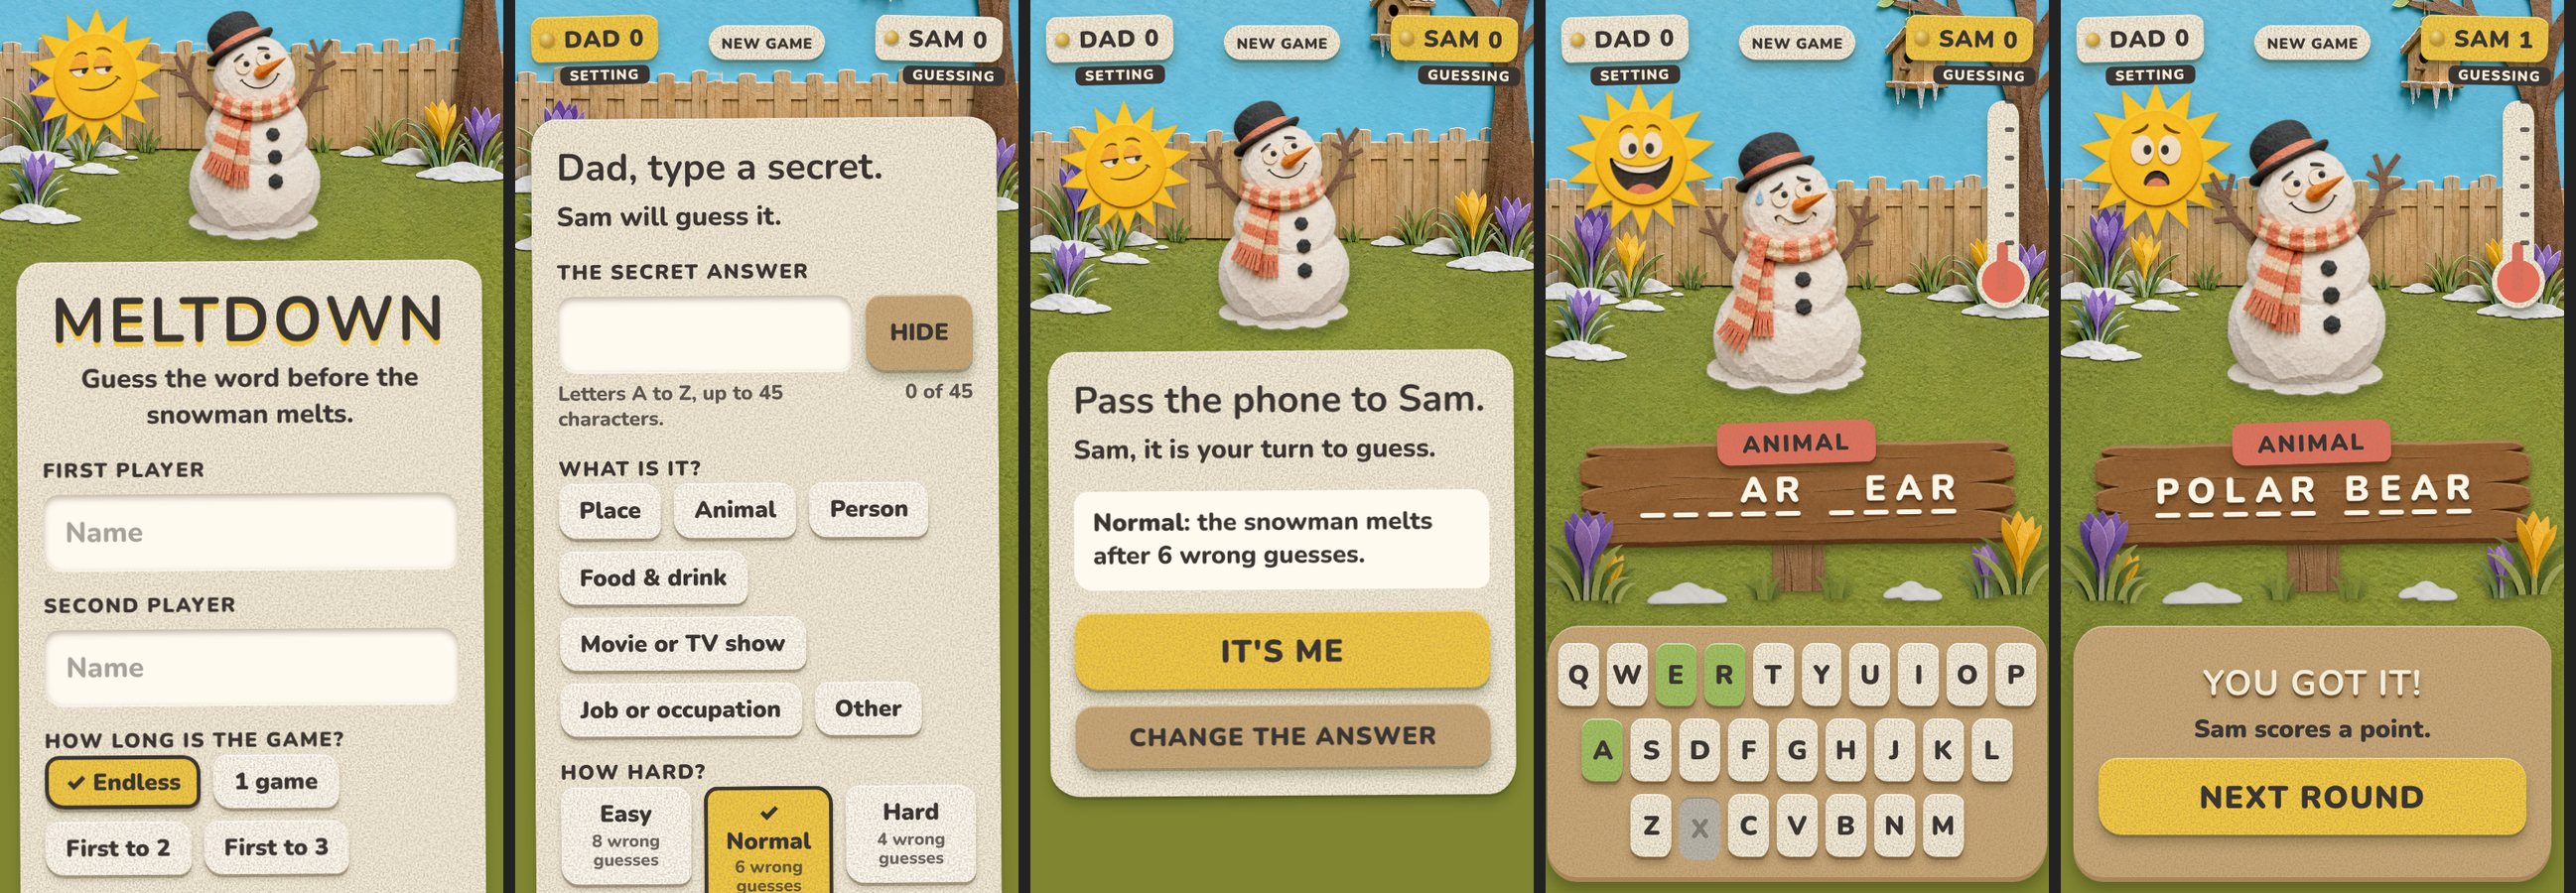 MELTDOWN
Guess the word before the
snowman melts.
FIRST PLAYER
Name
SECOND PLAYER
Name
HOW LONG IS THE GAME?
✓ Endless
1 game
First to 2
First to 3
DAD 0
SETTING
NEW GAME
SAM 0
GUESSING
Dad, type a secret.
Sam will guess it.
THE SECRET ANSWER
HIDE
Letters A to Z, up to 45
characters.
0 of 45
WHAT IS IT?
Place
Animal
Person
Food & drink
Movie or TV show
Job or occupation
Other
HOW HARD?
Easy
8 wrong
guesses
✓
Normal
6 wrong
guesses
Hard
4 wrong
guesses
DAD 0
SETTING
NEW GAME
SAM 0
GUESSING
Pass the phone to Sam.
Sam, it is your turn to guess.
Normal: the snowman melts
after 6 wrong guesses.
IT'S ME
CHANGE THE ANSWER
DAD 0
SETTING
NEW GAME
SAM 0
GUESSING
ANIMAL
_ _ _ A R _ E A R
Q W E R T Y U I O P
A S D F G H J K L
Z X C V B N M
DAD 0
SETTING
NEW GAME
SAM 1
GUESSING
ANIMAL
POLAR BEAR
YOU GOT IT!
Sam scores a point.
NEXT ROUND